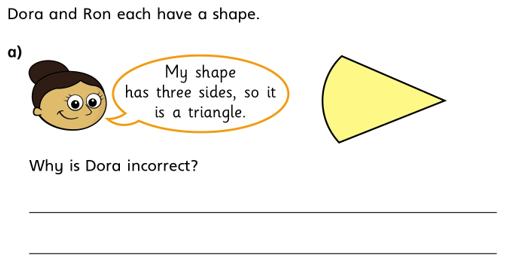 Dora and Ron each have a shape.
a)
My shape
has three sides, so it
is a triangle.
Why is Dora incorrect?